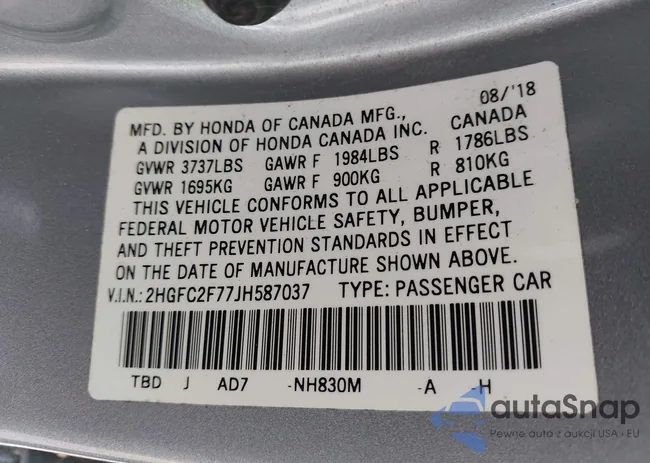 08/'18
MFD. BY HONDA OF CANADA MFG.,
A DIVISION OF HONDA CANADA INC. CANADA
GVWR 3737LBS GAWR F 1984LBS R 1786LBS
GVWR 1695KG GAWR F 900KG R 810KG
THIS VEHICLE CONFORMS TO ALL APPLICABLE
FEDERAL MOTOR VEHICLE SAFETY, BUMPER,
AND THEFT PREVENTION STANDARDS IN EFFECT
ON THE DATE OF MANUFACTURE SHOWN ABOVE.
V.I.N.: 2HGFC2F77JH587037 TYPE: PASSENGER CAR
TBD J AD7 -NH830M -A -H
autoSnap
Pewne auto z aukcji USA - EU